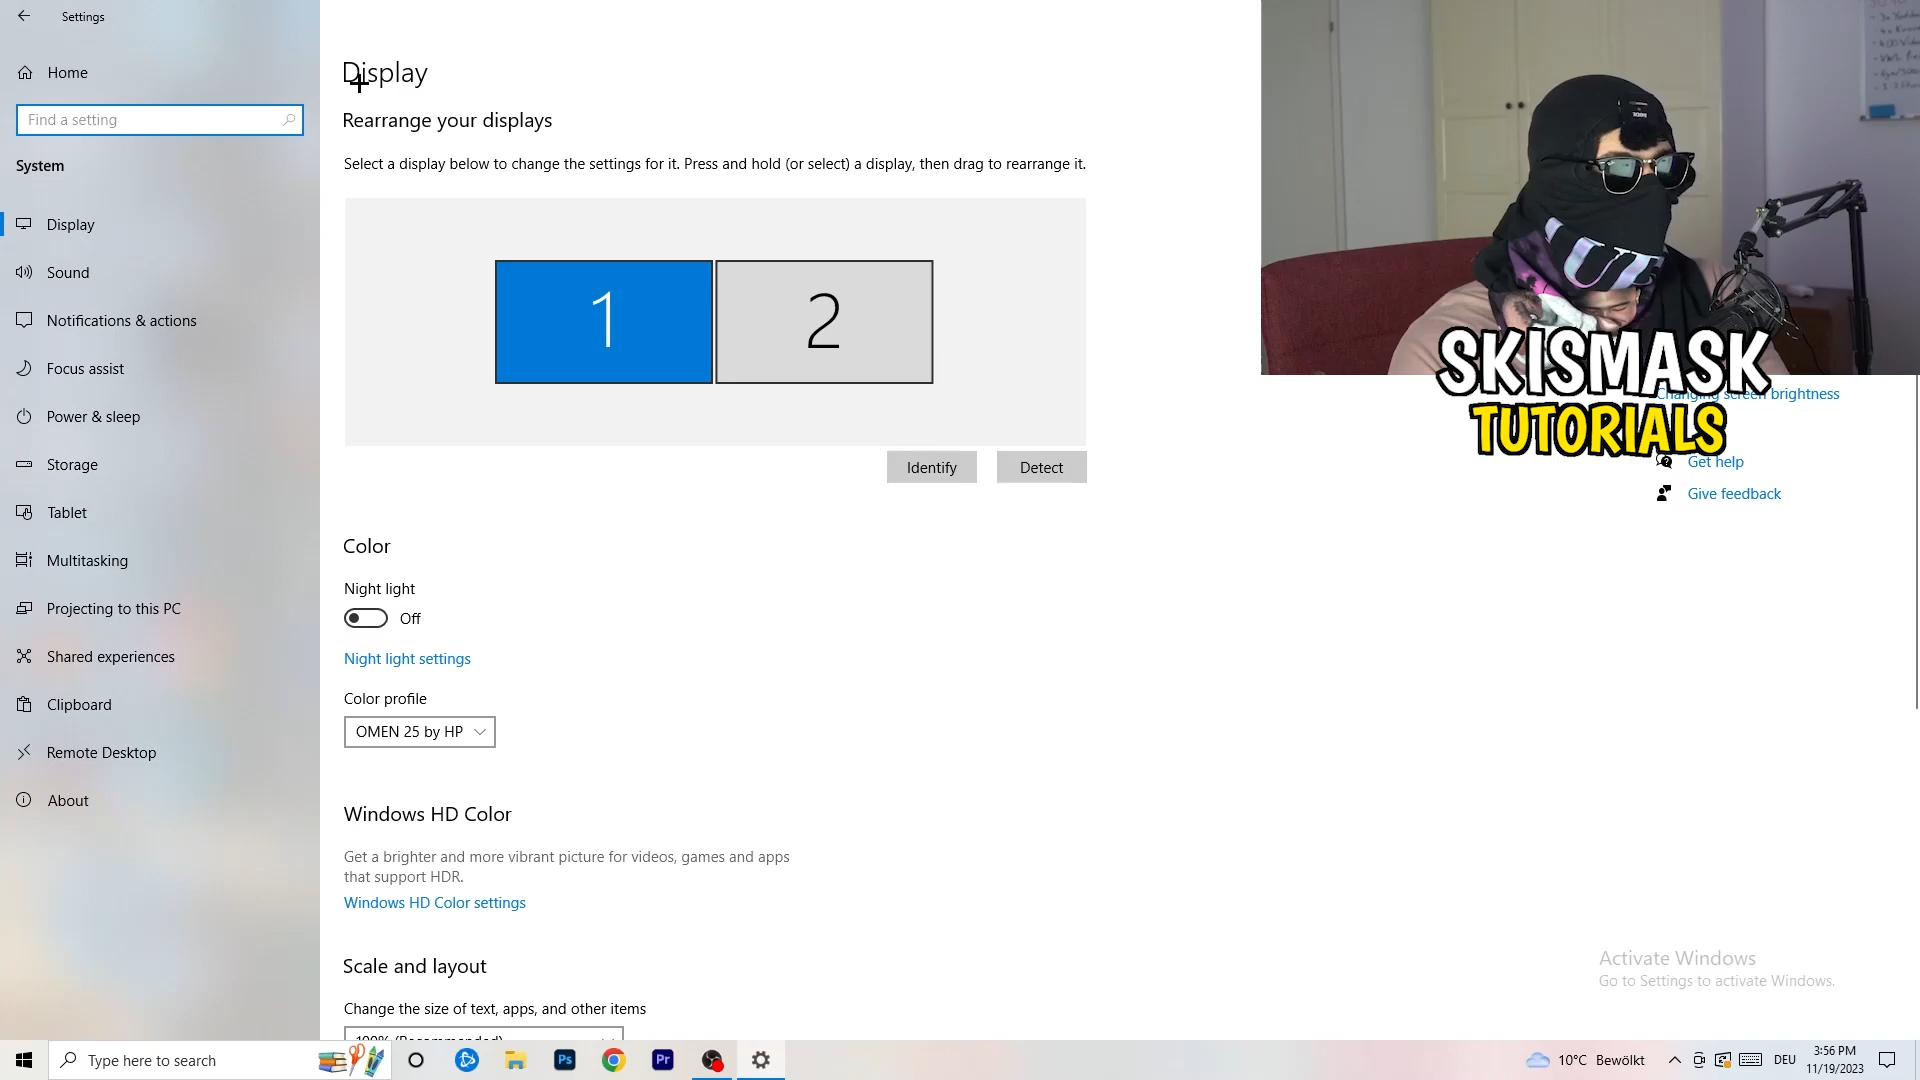 Settings
Home
Find a setting
System
Display
Sound
Notifications & actions
Focus assist
Power & sleep
Storage
Tablet
Multitasking
Projecting to this PC
Shared experiences
Clipboard
Remote Desktop
About
Display
Rearrange your displays
Select a display below to change the settings for it. Press and hold (or select) a display, then drag to rearrange it.
1
2
Identify
Detect
Color
Night light
Off
Night light settings
Color profile
OMEN 25 by HP
Windows HD Color
Get a brighter and more vibrant picture for videos, games and apps
that support HDR.
Windows HD Color settings
Scale and layout
Change the size of text, apps, and other items
100% (Recommended)
SKISMASK
TUTORIALS
Changing screen brightness
Get help
Give feedback
Activate Windows
Go to Settings to activate Windows.
Type here to search
Ps
Pr
10°C Bewölkt
DEU
3:56 PM
11/19/2023